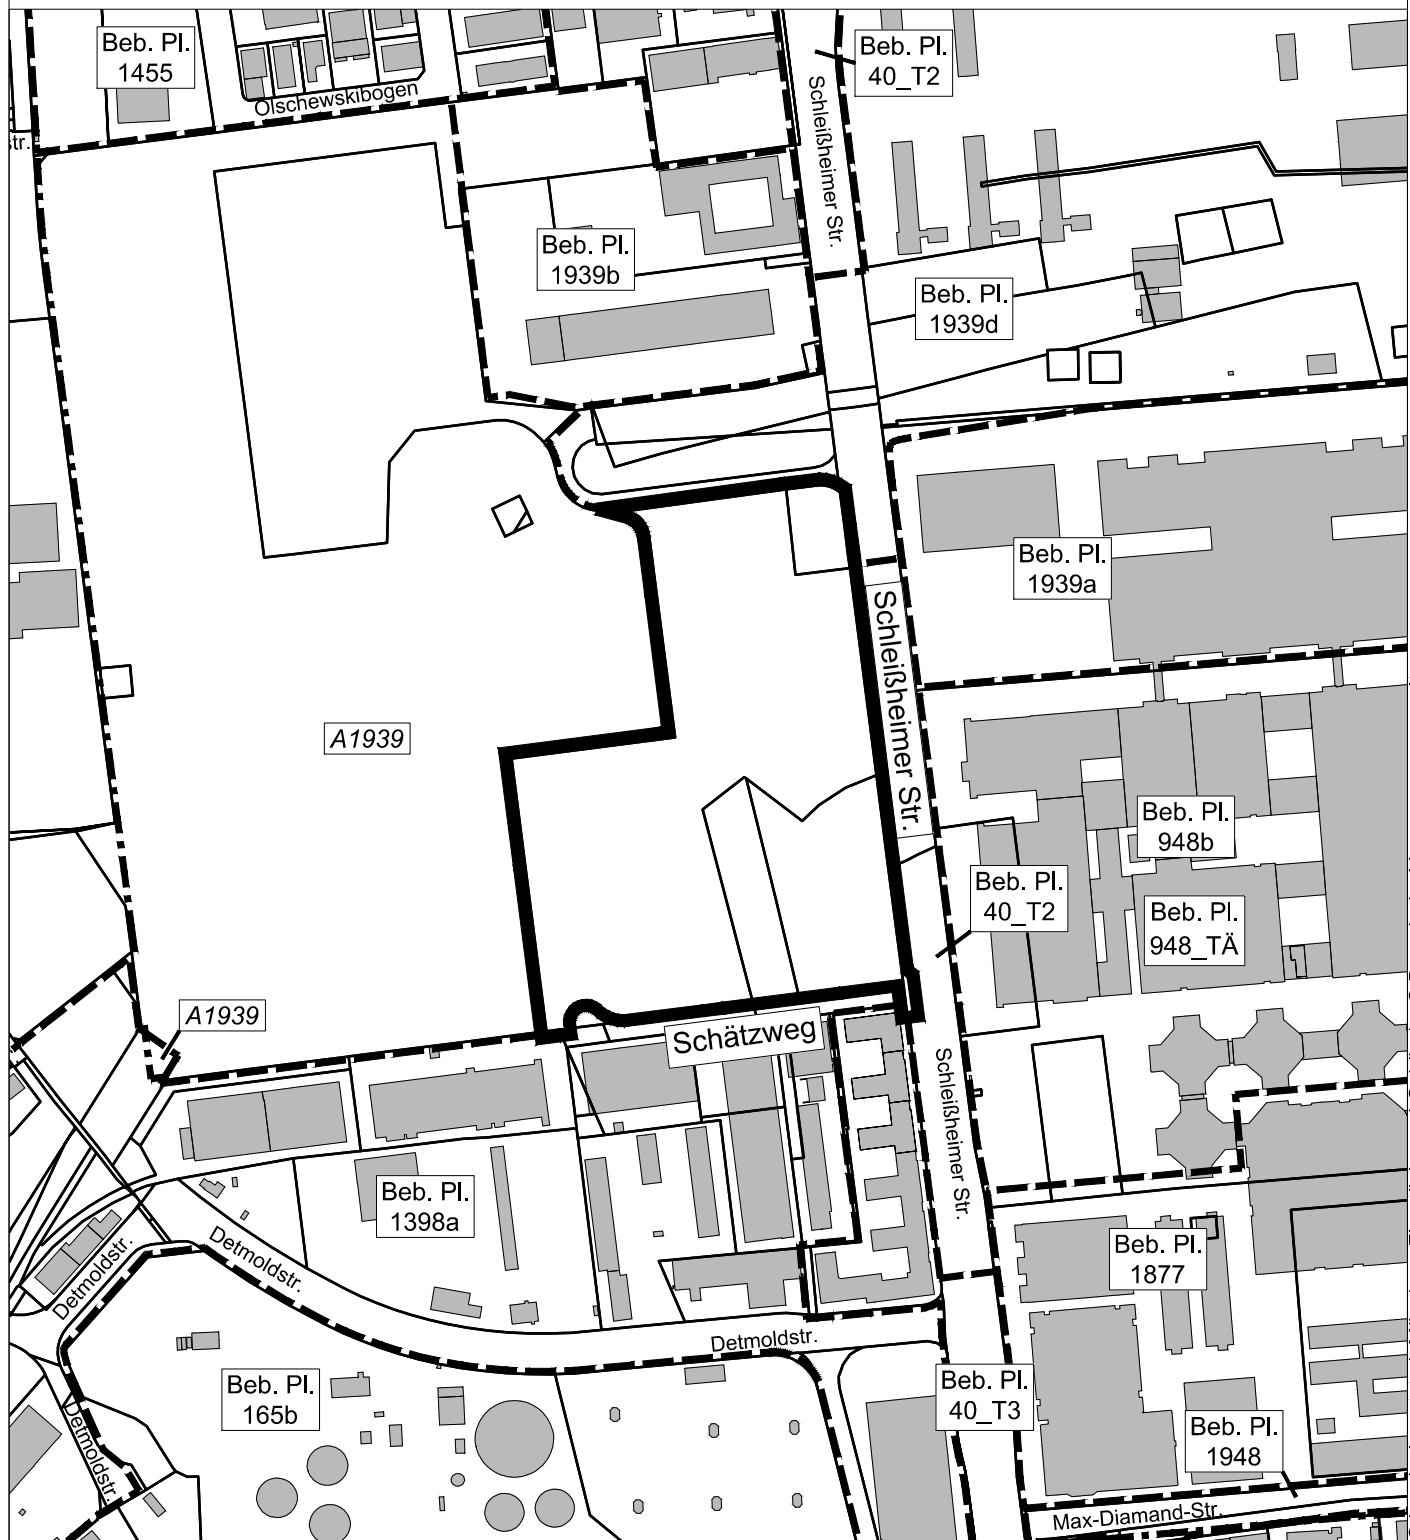 Beb. Pl.
1455
Olschewskibogen
str.
Beb. Pl.
40_T2
Schleißheimer Str.
Beb. Pl.
1939b
Beb. Pl.
1939d
Beb. Pl.
1939a
Schleißheimer Str.
A1939
Beb. Pl.
948b
Beb. Pl.
40_T2
Beb. Pl.
948_TÄ
A1939
Schätzweg
Schleißheimer Str.
Beb. Pl.
1398a
Detmoldstr.
Detmoldstr.
Beb. Pl.
1877
Detmoldstr.
Beb. Pl.
165b
Beb. Pl.
40_T3
Detmoldstr.
Beb. Pl.
1948
Max-Diamand-Str.